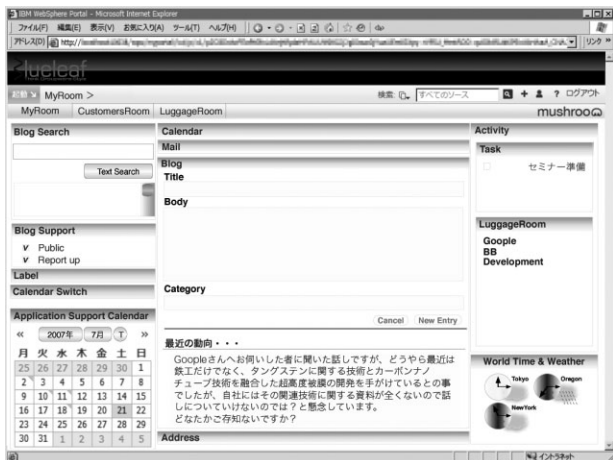 IBM WebSphere Portal - Microsoft Internet Explorer
ファイル(F) 編集(E) 表示(V) お気に入り(A) ツール(T) ヘルプ(H)
アドレス(D) http://
リンク
lueleaf
起動 MyRoom >
検索: すべてのソース
? ログアウト
MyRoom CustomersRoom LuggageRoom
mushroom
Blog Search
Text Search
Blog Support
v Public
v Report up
Label
Calendar Switch
Application Support Calendar
« 2007年 7月 T »
月 火 水 木 金 土 日
25 26 27 28 29 30 1
2 3 4 5 6 7 8
9 10 11 12 13 14 15
16 17 18 19 20 21 22
23 24 25 26 27 28 29
30 31 1 2 3 4 5
Calendar
Mail
Blog
Title
Body
Category
Cancel New Entry
最近の動向・・・
Goopleさんへお伺いした者に聞いた話しですが、どうやら最近は
鉄工だけでなく、タングステンに関する技術とカーボンナノ
チューブ技術を融合した超高度被膜の開発を手がけているとの事
でしたが、自社にはその関連技術に関する資料が全くないので話
しについていけないのでは？と懸念しています。
どなたかご存知ないですか？
Address
Activity
Task
セミナー準備
LuggageRoom
Goople
BB
Development
World Time & Weather
Tokyo Oregon
NewYork
イントラネット